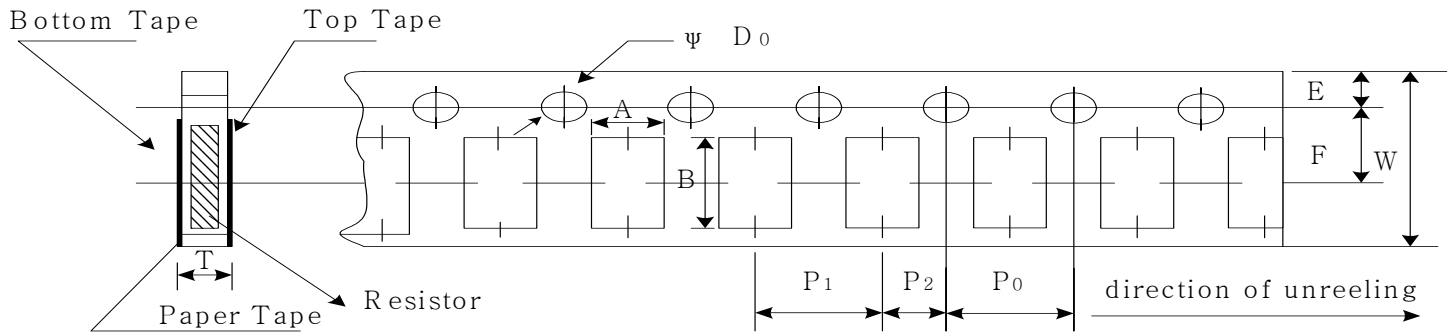 Bottom Tape
Top Tape
Ψ D0
E
A
F
W
B
T
P1
P2
P0
direction of unreeling
Resistor
Paper Tape